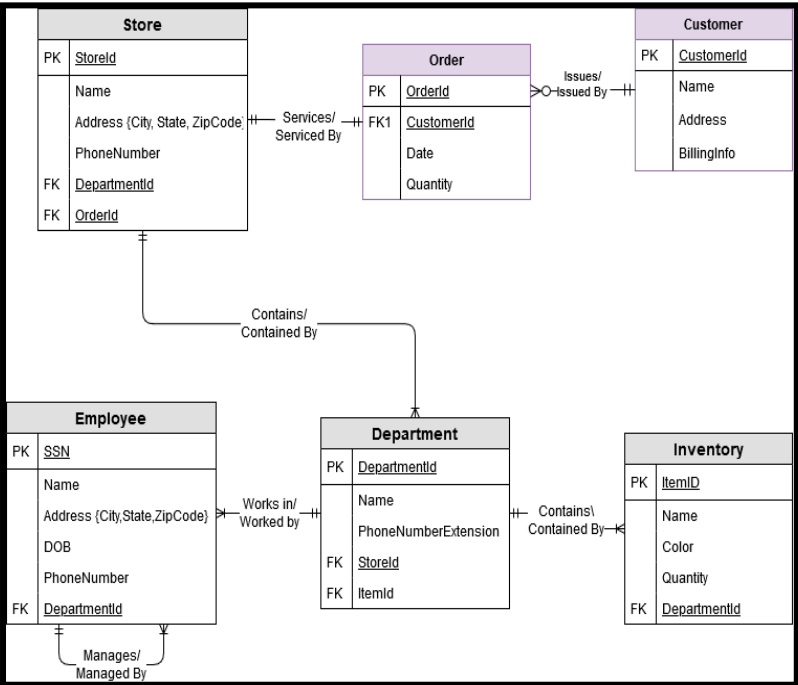 Store
PK StoreId
Name
Address {City, State, ZipCode}
PhoneNumber
FK DepartmentId
FK OrderId
Services/
Serviced By
Order
PK OrderId
FK1 CustomerId
Date
Quantity
Issues/
Issued By
Customer
PK CustomerId
Name
Address
BillingInfo
Contains/
Contained By
Employee
PK SSN
Name
Address {City,State,ZipCode}
DOB
PhoneNumber
FK DepartmentId
Manages/
Managed By
Works in/
Worked by
Department
PK DepartmentId
Name
PhoneNumberExtension
FK StoreId
FK ItemId
Contains\
Contained By
Inventory
PK ItemID
Name
Color
Quantity
FK DepartmentId